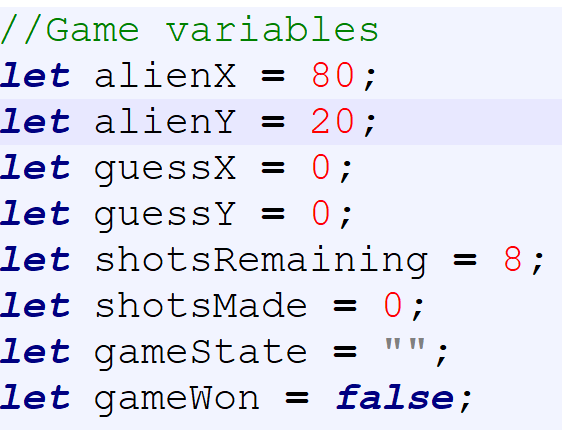 //Game variables
let alienX = 80;
let alienY = 20;
let guessX = 0;
let guessY = 0;
let shotsRemaining = 8;
let shotsMade = 0;
let gameState = "";
let gameWon = false;